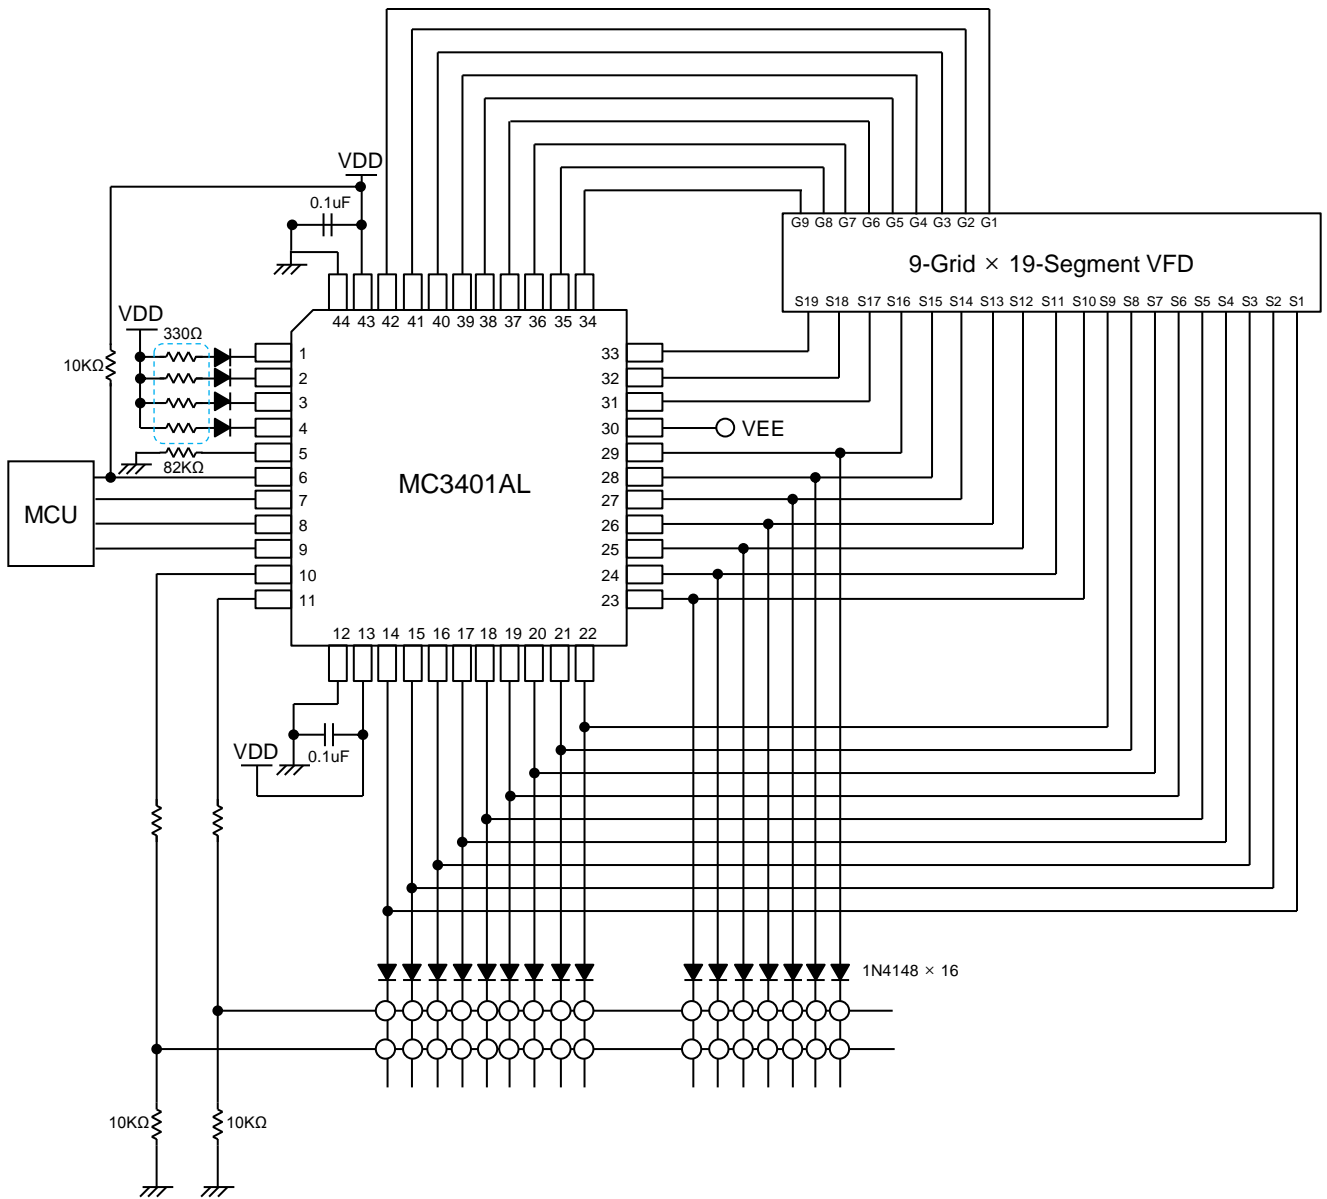 VDD
0.1uF
G9 G8 G7 G6 G5 G4 G3 G2 G1
9-Grid × 19-Segment VFD
S19 S18 S17 S16 S15 S14 S13 S12 S11 S10 S9 S8 S7 S6 S5 S4 S3 S2 S1
VDD
330Ω
10KΩ
82KΩ
44 43 42 41 40 39 38 37 36 35 34
1
2
3
4
5
6
7
8
9
10
11
33
32
31
30
29
28
27
26
25
24
23
VEE
MC3401AL
MCU
12 13 14 15 16 17 18 19 20 21 22
VDD
0.1uF
1N4148 × 16
10KΩ
10KΩ